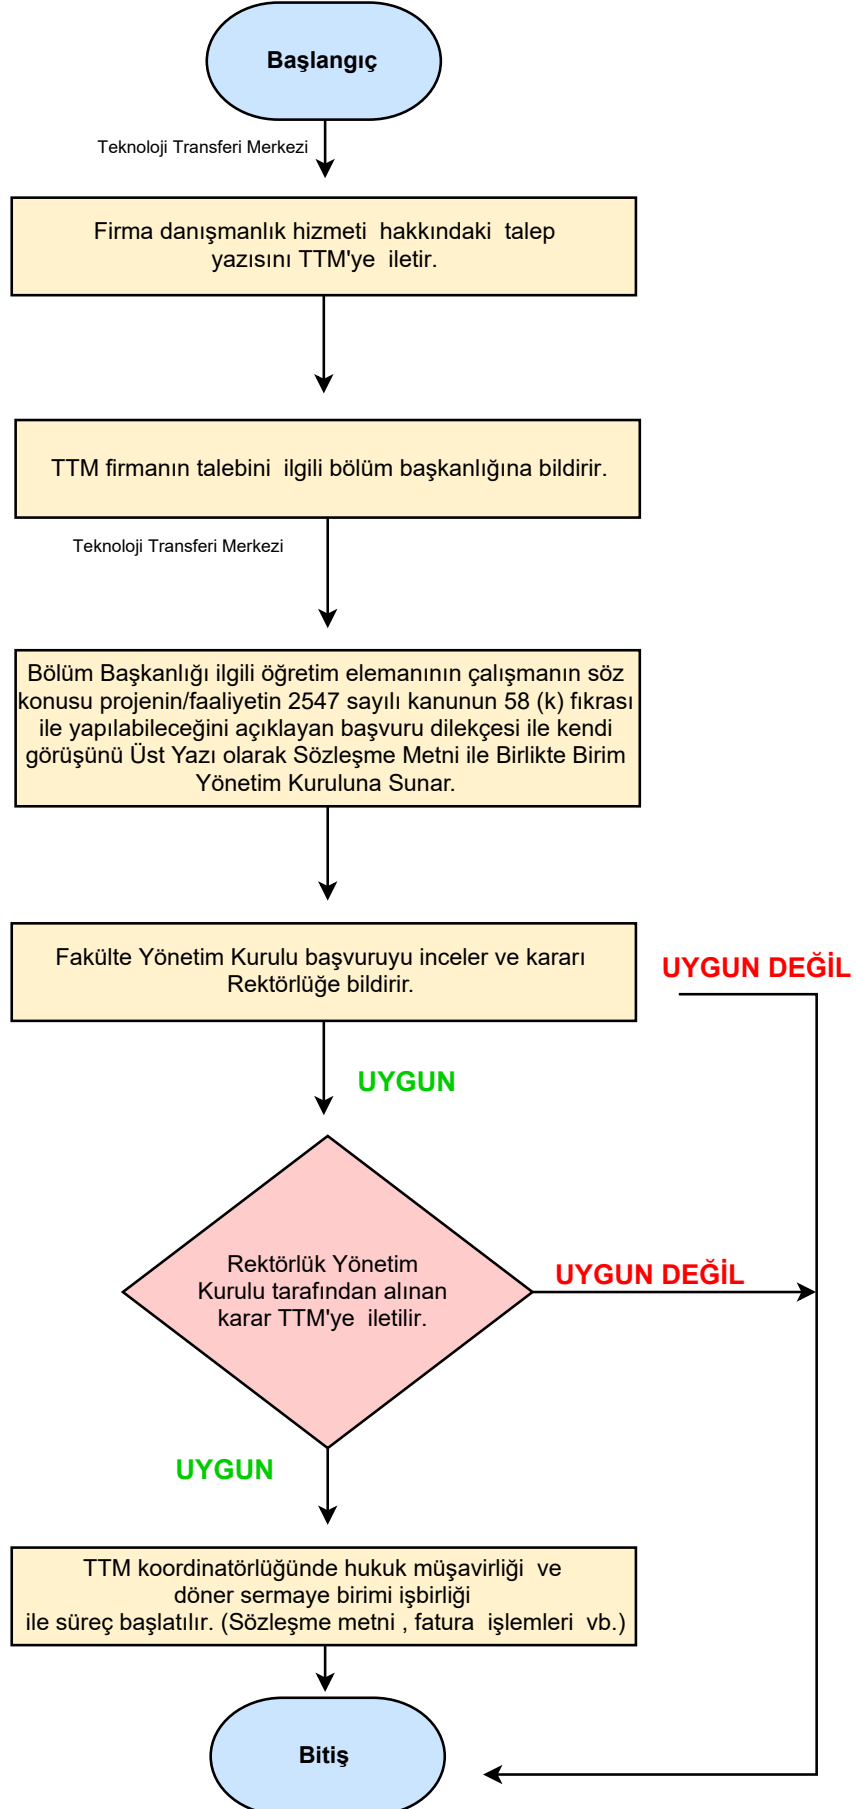 Başlangıç
Teknoloji Transferi Merkezi
Firma danışmanlık hizmeti hakkındaki talep
yazısını TTM'ye iletir.
TTM firmanın talebini ilgili bölüm başkanlığına bildirir.
Teknoloji Transferi Merkezi
Bölüm Başkanlığı ilgili öğretim elemanının çalışmanın söz
konusu projenin/faaliyetin 2547 sayılı kanunun 58 (k) fıkrası
ile yapılabileceğini açıklayan başvuru dilekçesi ile kendi
görüşünü Üst Yazı olarak Sözleşme Metni ile Birlikte Birim
Yönetim Kuruluna Sunar.
Fakülte Yönetim Kurulu başvuruyu inceler ve kararı
Rektörlüğe bildirir.
UYGUN DEĞİL
UYGUN
Rektörlük Yönetim
Kurulu tarafından alınan
karar TTM'ye iletilir.
UYGUN DEĞİL
UYGUN
TTM koordinatörlüğünde hukuk müşavirliği ve
döner sermaye birimi işbirliği
ile süreç başlatılır. (Sözleşme metni , fatura işlemleri vb.)
Bitiş